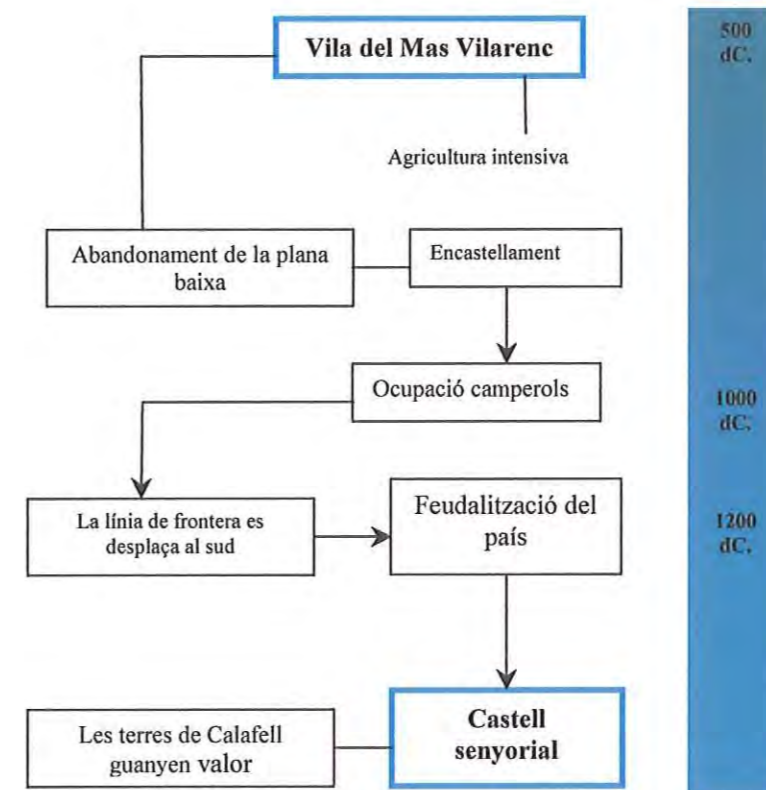 Vila del Mas Vilarenc
500
dC.
Agricultura intensiva
Abandonament de la plana
baixa
Encastellament
Ocupació camperols
1000
dC.
La línia de frontera es
desplaça al sud
Feudalització del
país
1200
dC.
Les terres de Calafell
guanyen valor
Castell
senyorial